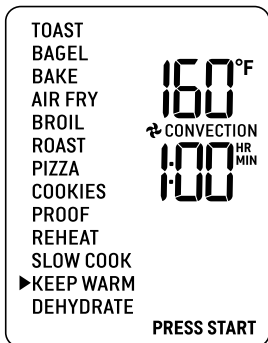 TOAST
BAGEL
BAKE
AIR FRY
BROIL
ROAST
PIZZA
COOKIES
PROOF
REHEAT
SLOW COOK
▶KEEP WARM
DEHYDRATE
160°F
CONVECTION
1:00 HR MIN
PRESS START